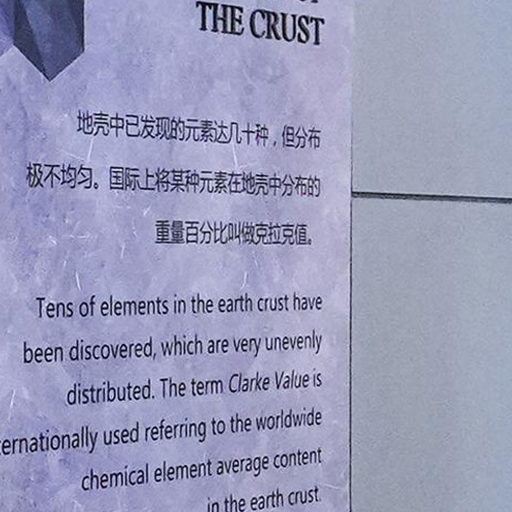 THE CRUST
地壳中已发现的元素达几十种，但分布
极不均匀。国际上将某种元素在地壳中分布的
重量百分比叫做克拉克值。
Tens of elements in the earth crust have
been discovered, which are very unevenly
distributed. The term Clarke Value is
ternationally used referring to the worldwide
chemical element average content
in the earth crust.